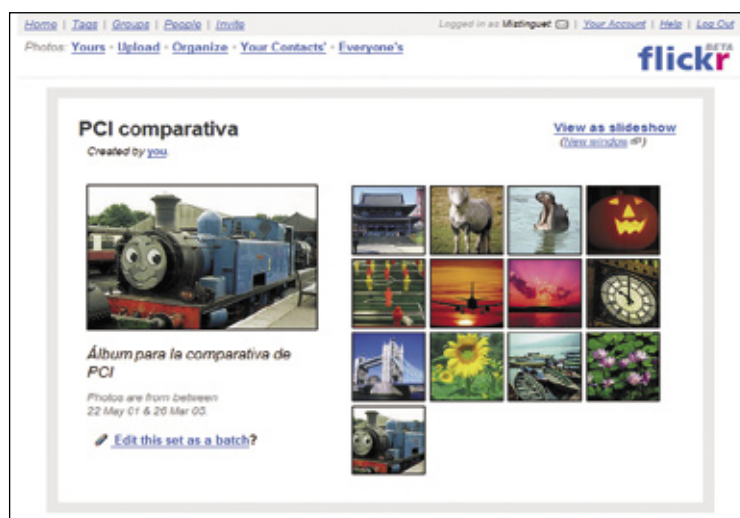 Home | Tags | Groups | People | Invite
Logged in as Mistinguet | Your Account | Help | Log Out
Photos: Yours · Upload · Organize · Your Contacts' · Everyone's
flickr BETA
PCI comparativa
Created by you.
View as slideshow
(New window)
Álbum para la comparativa de
PCI
Photos are from between
22 May 01 & 26 Mar 05.
Edit this set as a batch?